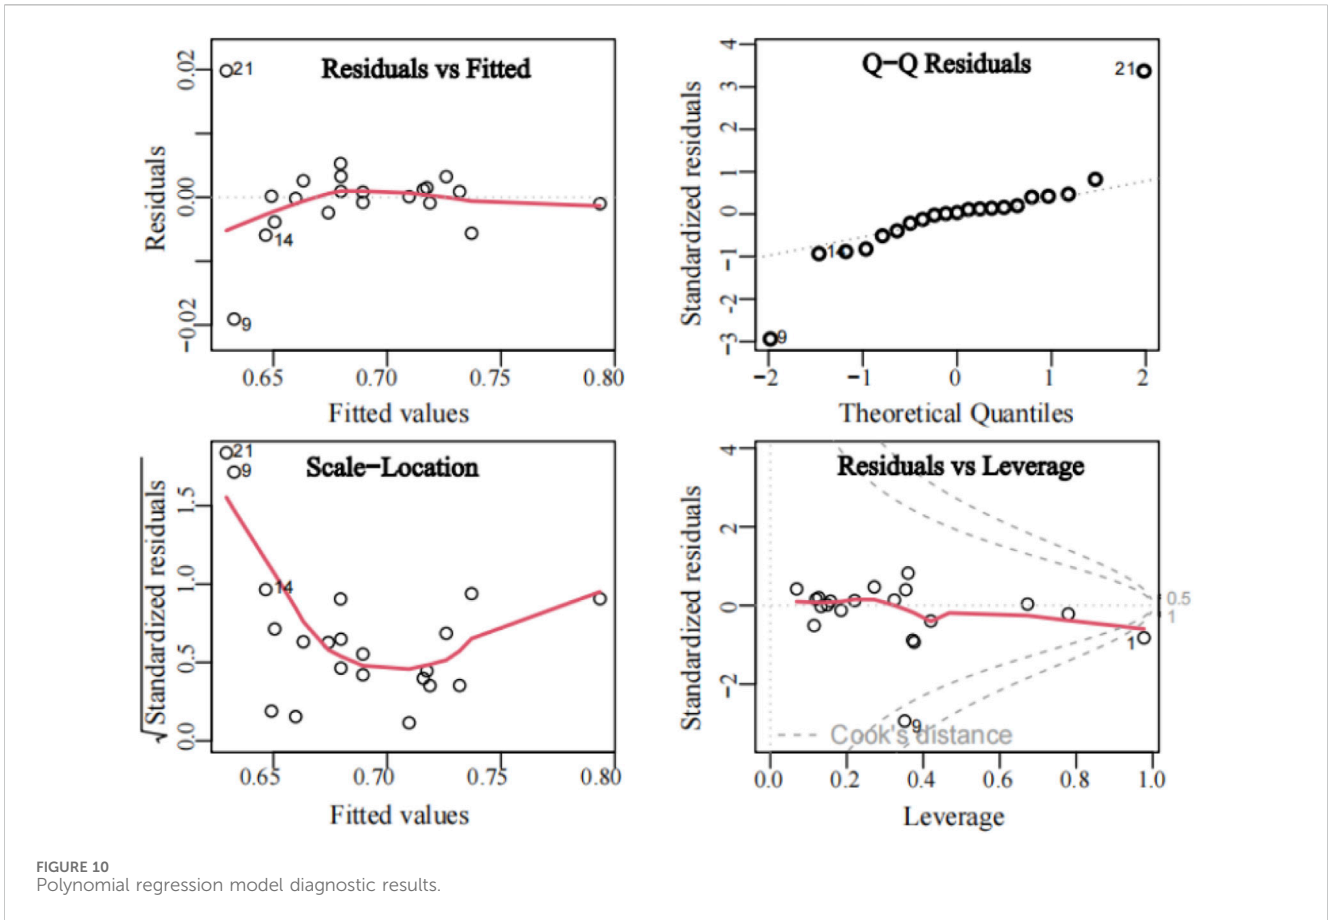 Residuals vs Fitted
21
14
9
0.02
0.00
-0.02
Residuals
0.65 0.70 0.75 0.80
Fitted values
Q-Q Residuals
21
14
9
4
3
2
1
0
-1
-2
-3
Standardized residuals
-2 -1 0 1 2
Theoretical Quantiles
Scale-Location
21
9
14
1.5
1.0
0.5
0.0
√Standardized residuals
0.65 0.70 0.75 0.80
Fitted values
Residuals vs Leverage
4
2
0
-2
Standardized residuals
0.5
1
1
9
Cook's distance
0.0 0.2 0.4 0.6 0.8 1.0
Leverage
FIGURE 10
Polynomial regression model diagnostic results.